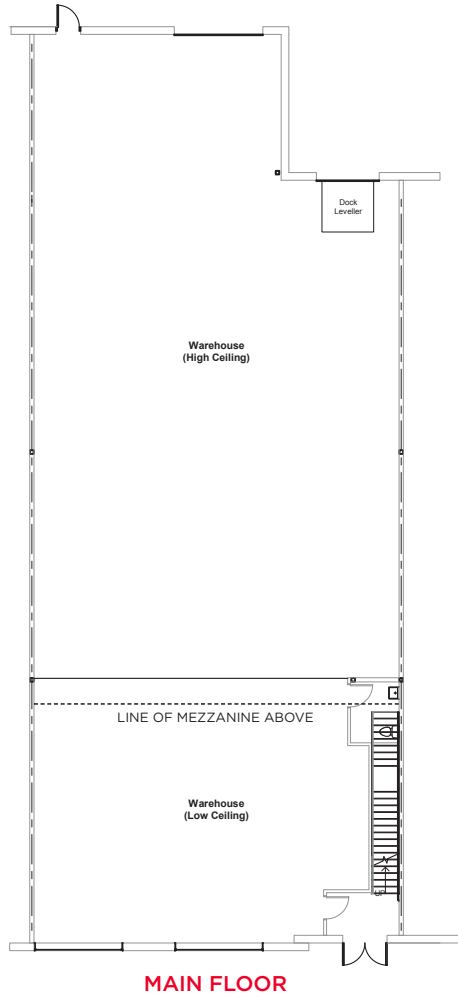 Dock
Leveller
Warehouse
(High Ceiling)
LINE OF MEZZANINE ABOVE
Warehouse
(Low Ceiling)
UP
MAIN FLOOR